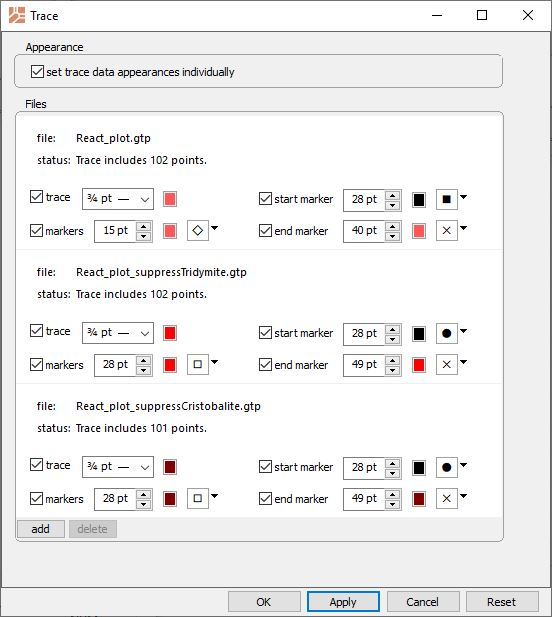 Trace
Appearance
set trace data appearances individually
Files
file: React_plot.gtp
status: Trace includes 102 points.
trace ¾ pt — start marker 28 pt
markers 15 pt end marker 40 pt
file: React_plot_suppressTridymite.gtp
status: Trace includes 102 points.
trace ¾ pt — start marker 28 pt
markers 28 pt end marker 49 pt
file: React_plot_suppressCristobalite.gtp
status: Trace includes 101 points.
trace ¾ pt — start marker 28 pt
markers 28 pt end marker 49 pt
add delete
OK Apply Cancel Reset